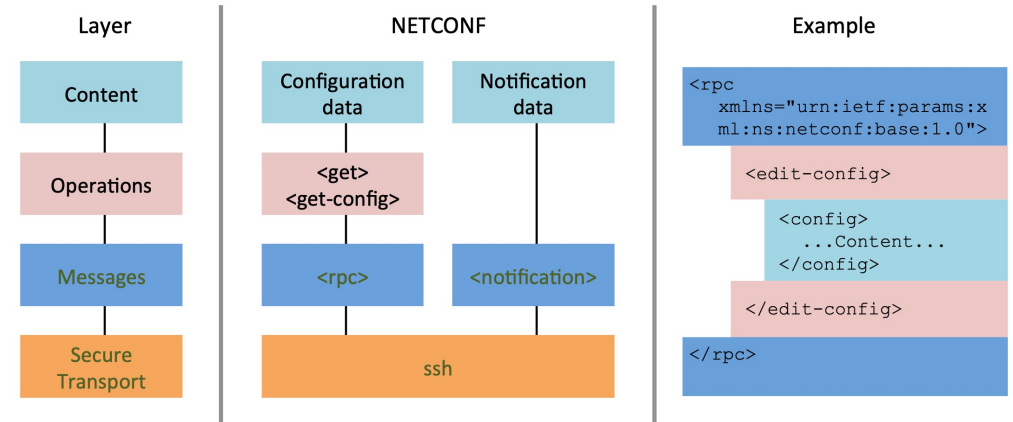 Layer
Content
Operations
Messages
Secure
Transport
NETCONF
Configuration
data
Notification
data
<get>
<get-config>
<rpc>
<notification>
ssh
Example
<rpc
xmlns="urn:ietf:params:x
ml:ns:netconf:base:1.0">
<edit-config>
<config>
...Content...
</config>
</edit-config>
</rpc>